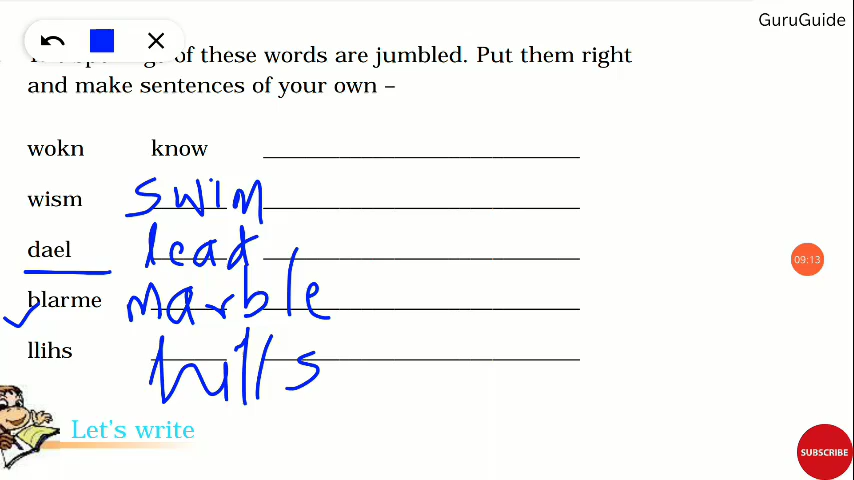 GuruGuide
of these words are jumbled. Put them right
and make sentences of your own –
wokn know
wism swim
dael lead
blarme marble
llihs hills
Let's write
09:13
SUBSCRIBE